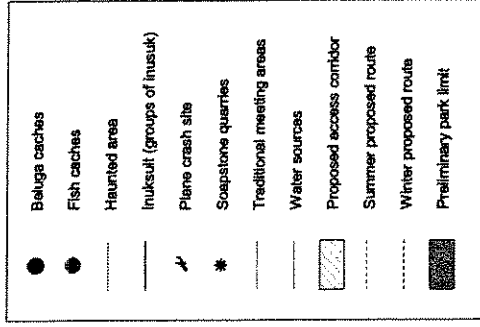 Beluga caches
Fish caches
Haunted area
Inuksuit (groups of inusuk)
Plane crash site
Soapstone quarries
Traditional meeting areas
Water sources
Proposed access corridor
Summer proposed route
Winter proposed route
Preliminary park limit